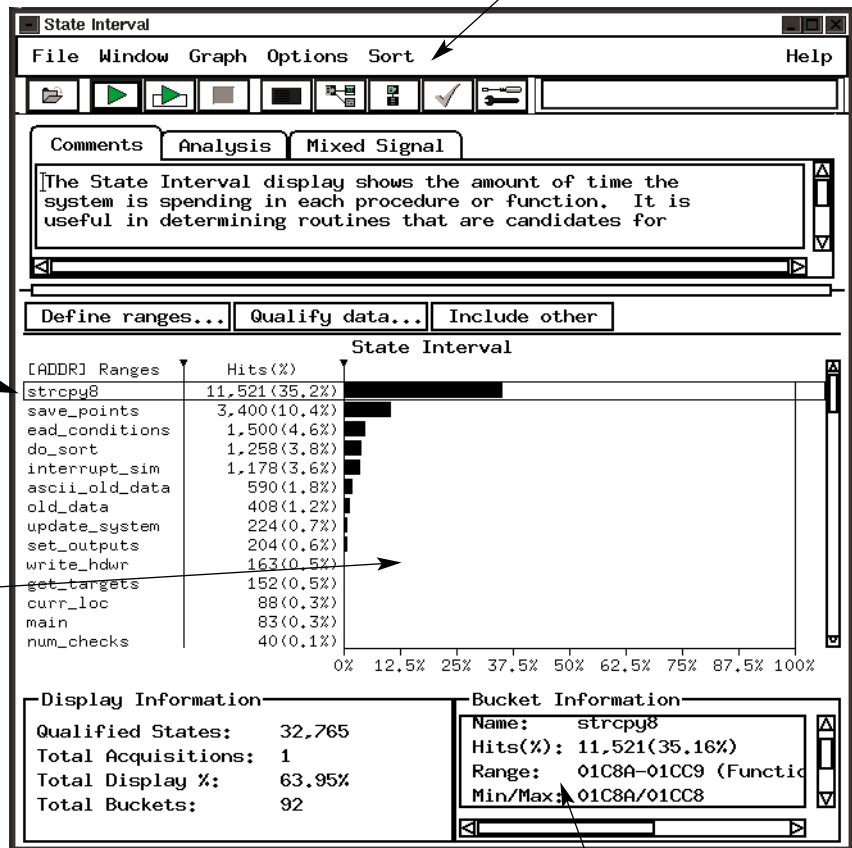 State Interval
File Window Graph Options Sort Help
Comments Analysis Mixed Signal
The State Interval display shows the amount of time the
system is spending in each procedure or function. It is
useful in determining routines that are candidates for
Define ranges... Qualify data... Include other
State Interval
[ADDR] Ranges Hits(%)
strcpy8 11,521(35.2%)
save_points 3,400(10.4%)
ead_conditions 1,500(4.6%)
do_sort 1,258(3.8%)
interrupt_sim 1,178(3.6%)
ascii_old_data 590(1.8%)
old_data 408(1.2%)
update_system 224(0.7%)
set_outputs 204(0.6%)
write_hdwr 163(0.5%)
get_targets 152(0.5%)
curr_loc 88(0.3%)
main 83(0.3%)
num_checks 40(0.1%)
0% 12.5% 25% 37.5% 50% 62.5% 75% 87.5% 100%
Display Information
Qualified States: 32,765
Total Acquisitions: 1
Total Display %: 63.95%
Total Buckets: 92
Bucket Information
Name: strcpy8
Hits(%): 11,521(35.16%)
Range: 01C8A-01CC9 (Functio
Min/Max: 01C8A/01CC8